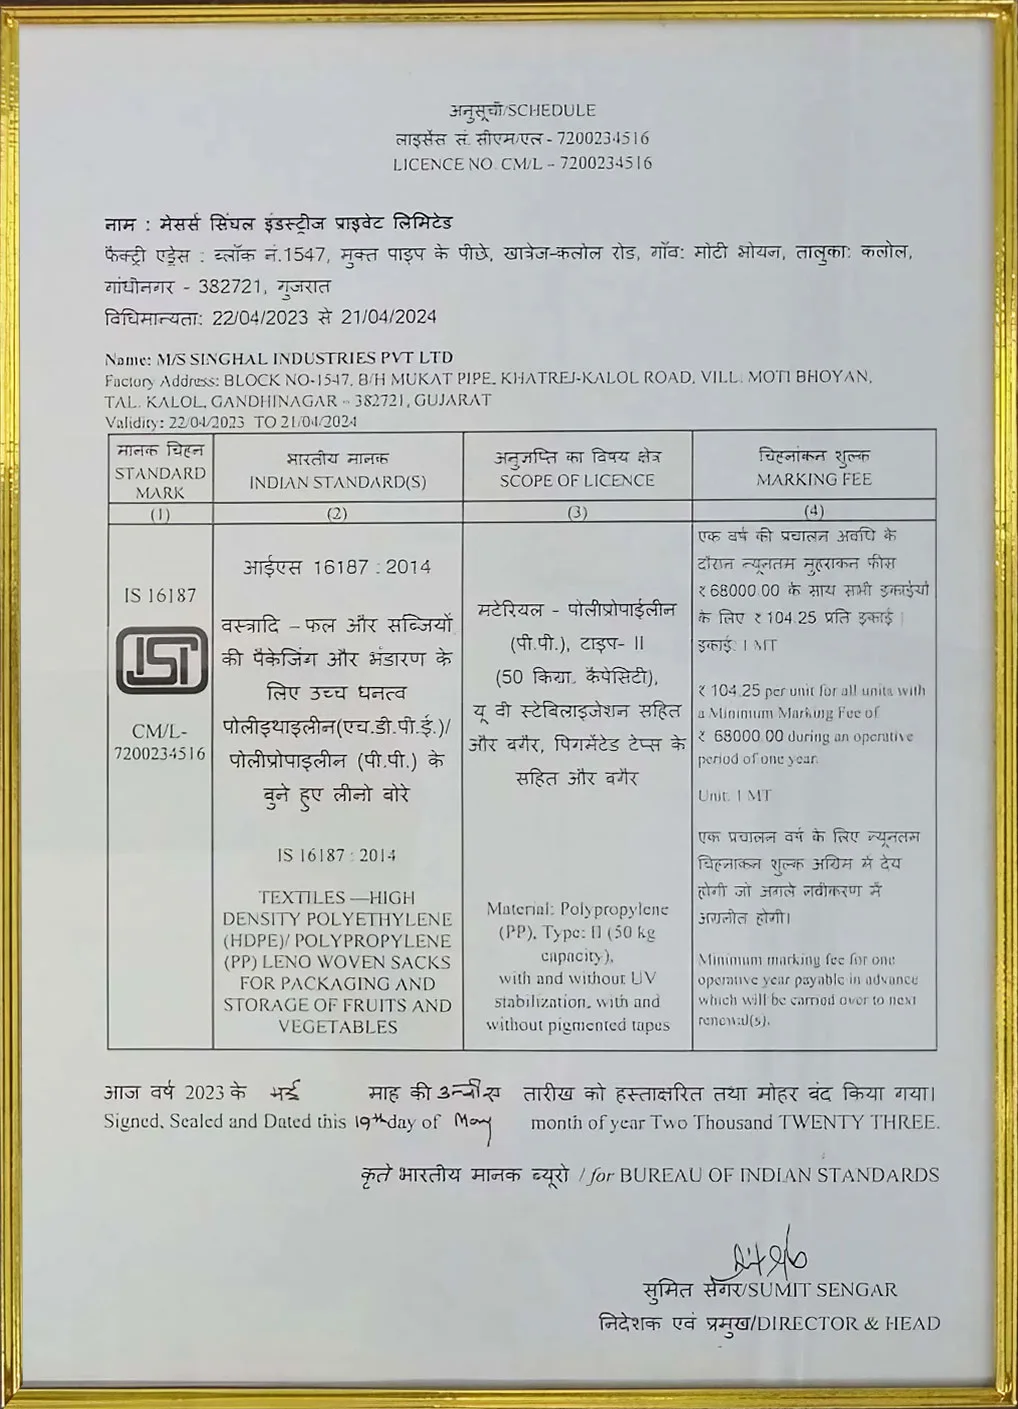 अनुसूची/SCHEDULE
लाइसेंस सं. सीएम/एल - 7200234516
LICENCE NO. CM/L - 7200234516
नाम : मेसर्स सिंघल इंडस्ट्रीज प्राइवेट लिमिटेड
फैक्ट्री एड्रेस : ब्लॉक नं.1547, मुक्त पाइप के पीछे, खात्रेज-कलोल रोड, गाँव: मोटी भोयन, तालुका: कलोल,
गांधीनगर - 382721, गुजरात
विधिमान्यता: 22/04/2023 से 21/04/2024
Name: M/S SINGHAL INDUSTRIES PVT LTD
Factory Address: BLOCK NO-1547, B/H MUKAT PIPE, KHATREJ-KALOL ROAD, VILL. MOTI BHOYAN,
TAL. KALOL, GANDHINAGAR - 382721, GUJARAT
Validity: 22/04/2023 TO 21/04/2024
मानक चिहन
STANDARD
MARK
भारतीय मानक
INDIAN STANDARD(S)
अनुज्ञप्ति का विषय क्षेत्र
SCOPE OF LICENCE
चिहनांकन शुल्क
MARKING FEE
(1)
(2)
(3)
(4)
IS 16187
ISI
CM/L-
7200234516
आईएस 16187 : 2014
वस्त्रादि – फल और सब्जियों
की पैकेजिंग और भंडारण के
लिए उच्च घनत्व
पोलीइथाइलीन(एच.डी.पी.ई.)/
पोलीप्रोपाइलीन (पी.पी.) के
बुने हुए लीनो बोरे
IS 16187 : 2014
TEXTILES —HIGH
DENSITY POLYETHYLENE
(HDPE)/ POLYPROPYLENE
(PP) LENO WOVEN SACKS
FOR PACKAGING AND
STORAGE OF FRUITS AND
VEGETABLES
मटेरियल - पोलीप्रोपाईलीन
(पी.पी.), टाइप- II
(50 किग्रा. कैपेसिटी),
यू वी स्टेबिलाइजेशन सहित
और बगैर, पिगमेंटेड टेप्स के
सहित और बगैर
Material: Polypropylene
(PP), Type: II (50 kg
capacity),
with and without UV
stabilization, with and
without pigmented tapes
एक वर्ष की प्रचालन अवधि के
दौरान न्यूनतम मुहरांकन फीस
₹ 68000.00 के साथ सभी इकाईयों
के लिए ₹ 104.25 प्रति इकाई |
इकाई: 1 MT
₹ 104.25 per unit for all units with
a Minimum Marking Fee of
₹ 68000.00 during an operative
period of one year.
Unit: 1 MT
एक प्रचालन वर्ष के लिए न्यूनतम
चिहनांकन शुल्क अग्रिम में देय
होगी जो अगले नवीकरण में
अग्रनीत होगी।
Minimum marking fee for one
operative year payable in advance
which will be carried over to next
renewal(s).
आज वर्ष 2023 के मई माह की उन्नीस तारीख को हस्ताक्षरित तथा मोहर बंद किया गया।
Signed, Sealed and Dated this 19th day of May month of year Two Thousand TWENTY THREE.
कृते भारतीय मानक ब्यूरो / for BUREAU OF INDIAN STANDARDS
सुमित सेंगर/SUMIT SENGAR
निदेशक एवं प्रमुख/DIRECTOR & HEAD